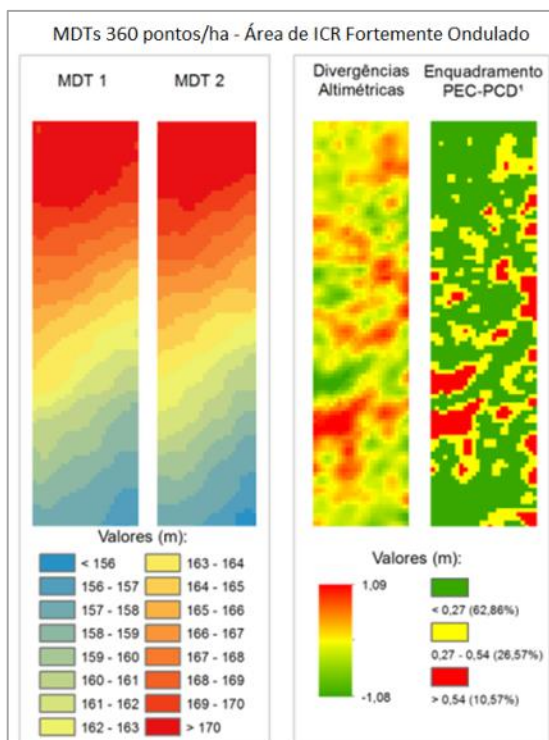 MDTs 360 pontos/ha - Área de ICR Fortemente Ondulado
MDT 1
MDT 2
Valores (m):
< 156
156 - 157
157 - 158
158 - 159
159 - 160
160 - 161
161 - 162
162 - 163
163 - 164
164 - 165
165 - 166
166 - 167
167 - 168
168 - 169
169 - 170
> 170
Divergências
Altimétricas
Enquadramento
PEC-PCD¹
Valores (m):
1,09
-1,08
< 0,27 (62,86%)
0,27 - 0,54 (26,57%)
> 0,54 (10,57%)